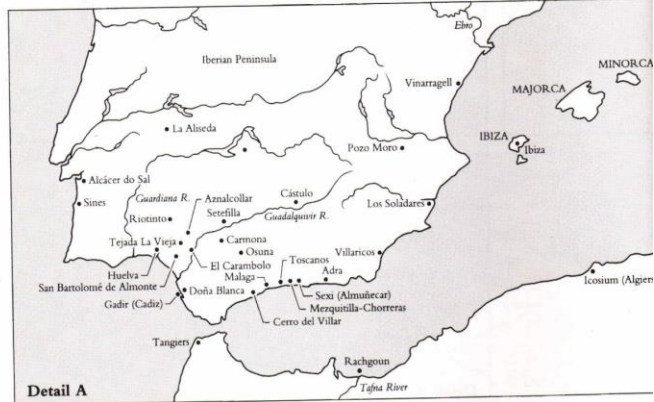 Ebro
Iberian Peninsula
MINORCA
Vinarragell
MAJORCA
La Aliseda
Pozo Moro
IBIZA
Ibiza
Alcácer do Sal
Guardiana R.
Aznalcollar
Cástulo
Sines
Setefilla
Los Soladares
Riotinto
Guadalquivir R.
Tejada La Vieja
Carmona
Toscanos
Villaricos
Osuna
Huelva
El Carambolo
Adra
San Bartolomé de Almonte
Malaga
Icosium (Algiers)
Gadir (Cadiz)
Doña Blanca
Sexi (Almuñecar)
Mezquitilla-Chorreras
Cerro del Villar
Tangiers
Rachgoun
Detail A
Tafna River